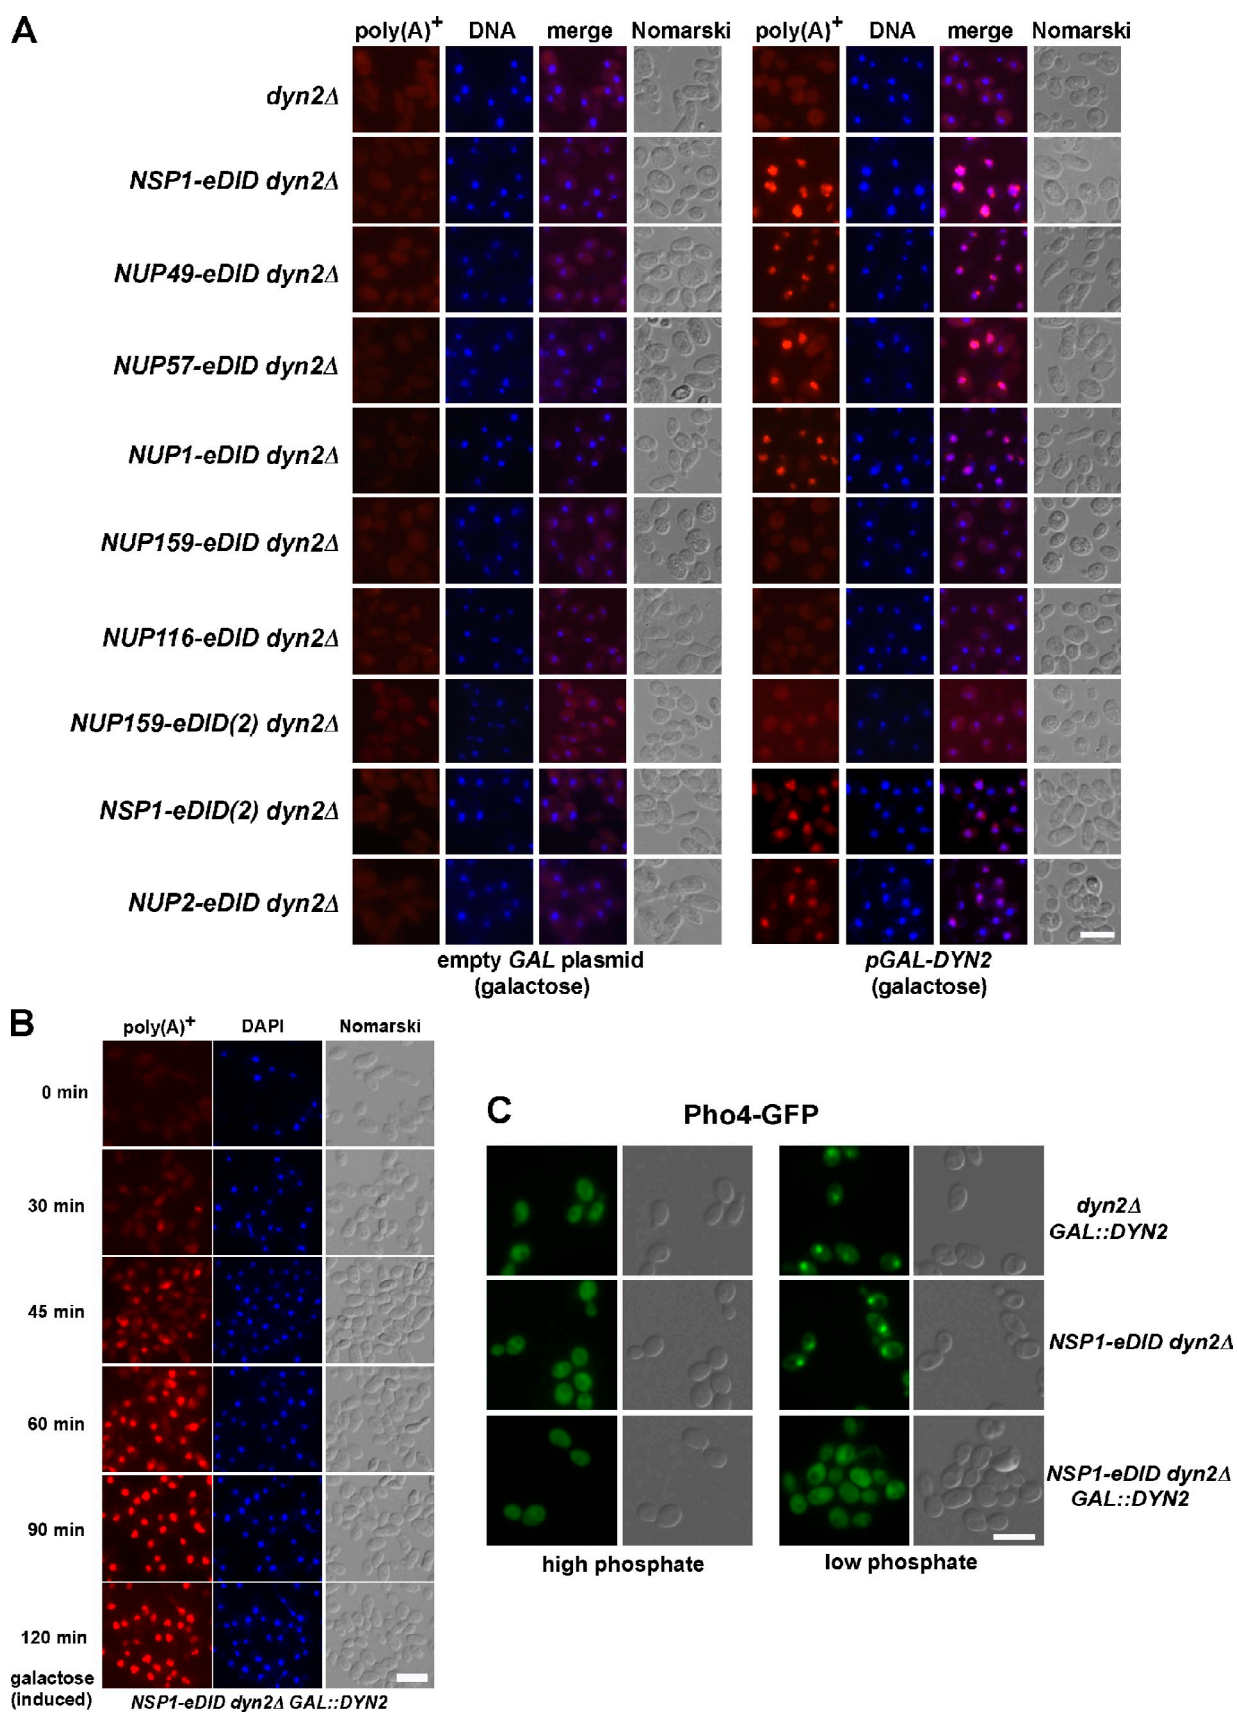 A
poly(A)+ DNA merge Nomarski poly(A)+ DNA merge Nomarski
dyn2Δ
NSP1-eDID dyn2Δ
NUP49-eDID dyn2Δ
NUP57-eDID dyn2Δ
NUP1-eDID dyn2Δ
NUP159-eDID dyn2Δ
NUP116-eDID dyn2Δ
NUP159-eDID(2) dyn2Δ
NSP1-eDID(2) dyn2Δ
NUP2-eDID dyn2Δ
empty GAL plasmid
(galactose)
pGAL-DYN2
(galactose)
B
poly(A)+ DAPI Nomarski
0 min
30 min
45 min
60 min
90 min
120 min
galactose
(induced)
NSP1-eDID dyn2Δ GAL::DYN2
C
Pho4-GFP
dyn2Δ
GAL::DYN2
NSP1-eDID dyn2Δ
NSP1-eDID dyn2Δ
GAL::DYN2
high phosphate
low phosphate